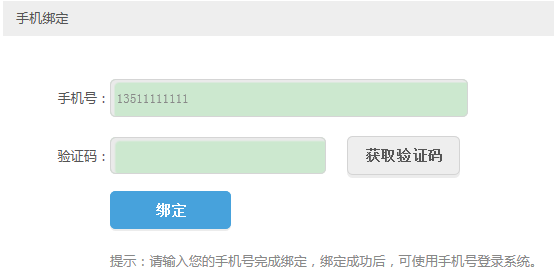 手机绑定
手机号：13511111111
验证码：获取验证码
绑定
提示：请输入您的手机号完成绑定，绑定成功后，可使用手机号登录系统。